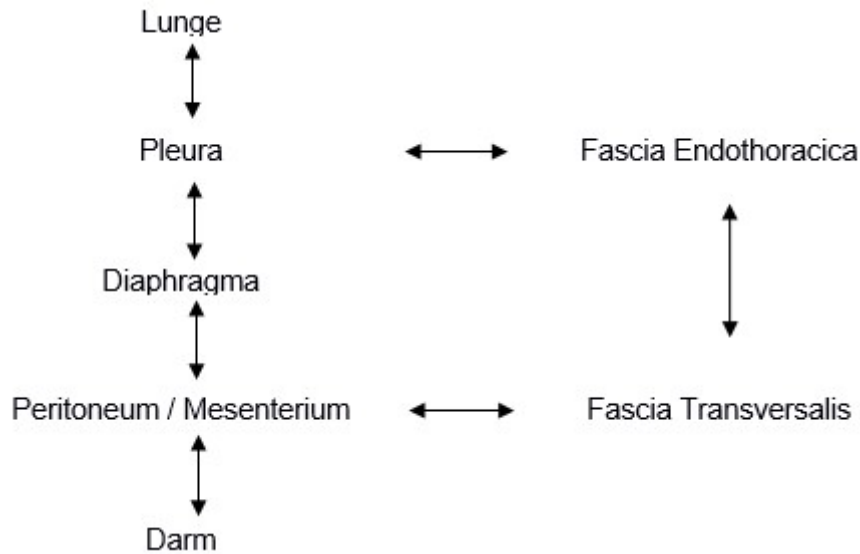 Lunge
Pleura
Fascia Endothoracica
Diaphragma
Peritoneum / Mesenterium
Fascia Transversalis
Darm